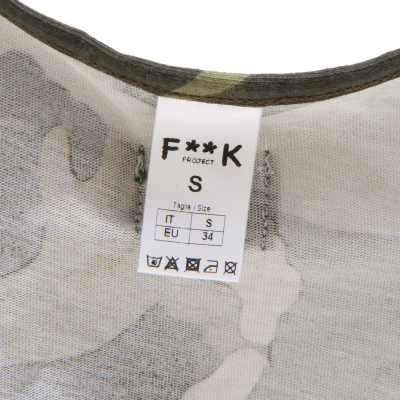 F**K
PROJECT
S
Taglia / Size
IT S
EU 34